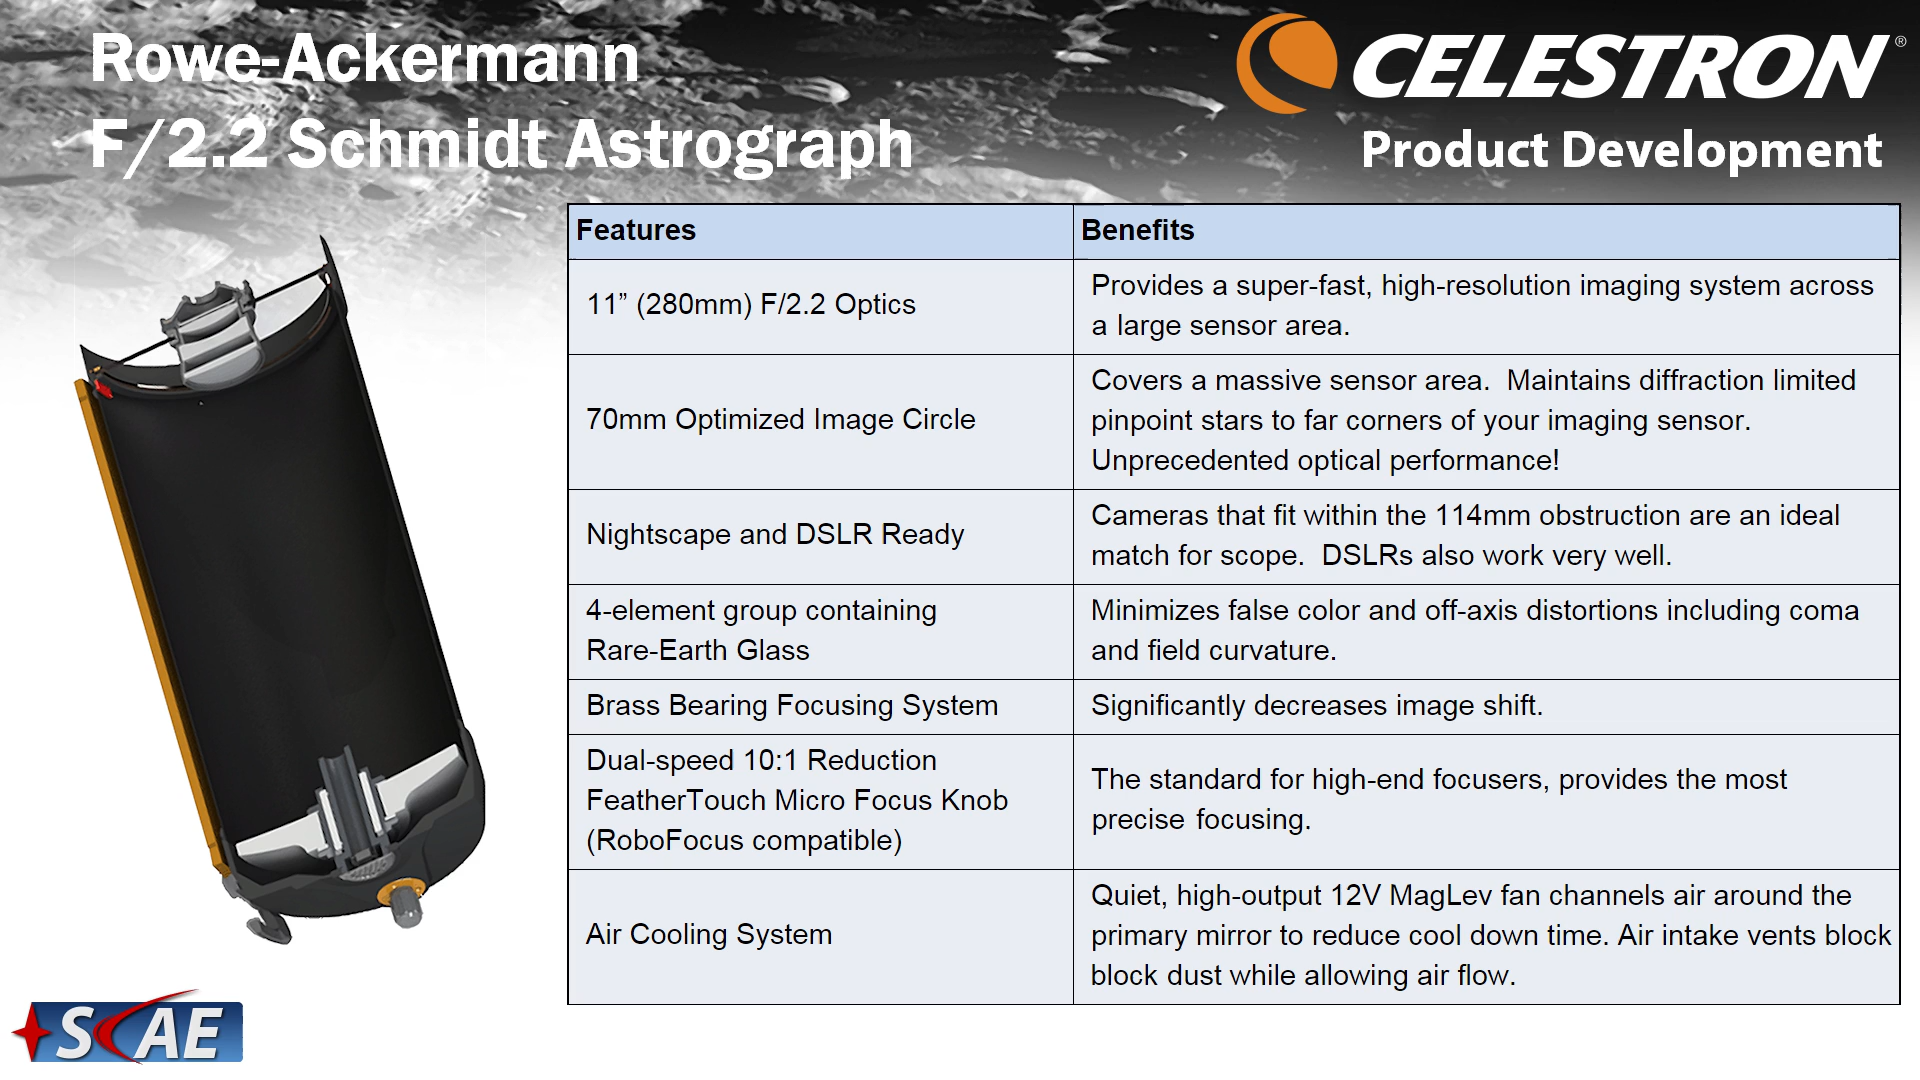 Rowe-Ackermann
F/2.2 Schmidt Astrograph
CELESTRON®
Product Development
Features
Benefits
11” (280mm) F/2.2 Optics
Provides a super-fast, high-resolution imaging system across
a large sensor area.
70mm Optimized Image Circle
Covers a massive sensor area.  Maintains diffraction limited
pinpoint stars to far corners of your imaging sensor.
Unprecedented optical performance!
Nightscape and DSLR Ready
Cameras that fit within the 114mm obstruction are an ideal
match for scope.  DSLRs also work very well.
4-element group containing
Rare-Earth Glass
Minimizes false color and off-axis distortions including coma
and field curvature.
Brass Bearing Focusing System
Significantly decreases image shift.
Dual-speed 10:1 Reduction
FeatherTouch Micro Focus Knob
(RoboFocus compatible)
The standard for high-end focusers, provides the most
precise focusing.
Air Cooling System
Quiet, high-output 12V MagLev fan channels air around the
primary mirror to reduce cool down time. Air intake vents block
block dust while allowing air flow.
SCAE